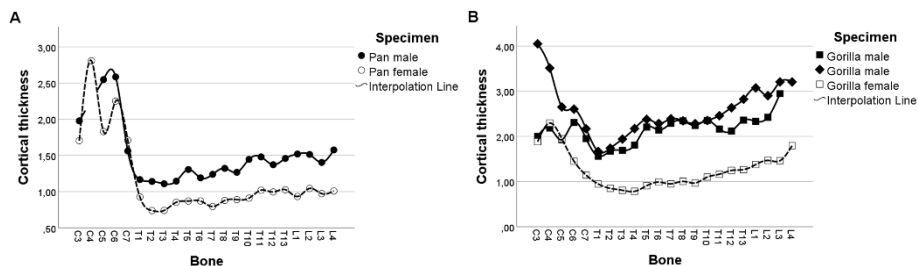 A
Cortical thickness
3,00
2,50
2,00
1,50
1,00
,50
C3 C4 C5 C6 C7 T1 T2 T3 T4 T5 T6 T7 T8 T9 T10 T11 T12 T13 L1 L2 L3 L4
Bone
Specimen
Pan male
Pan female
Interpolation Line
B
Cortical thickness
4,00
3,00
2,00
1,00
,00
C3 C4 C5 C6 C7 T1 T2 T3 T4 T5 T6 T7 T8 T9 T10 T11 T12 T13 L1 L2 L3 L4
Bone
Specimen
Gorilla male
Gorilla male
Gorilla female
Interpolation Line